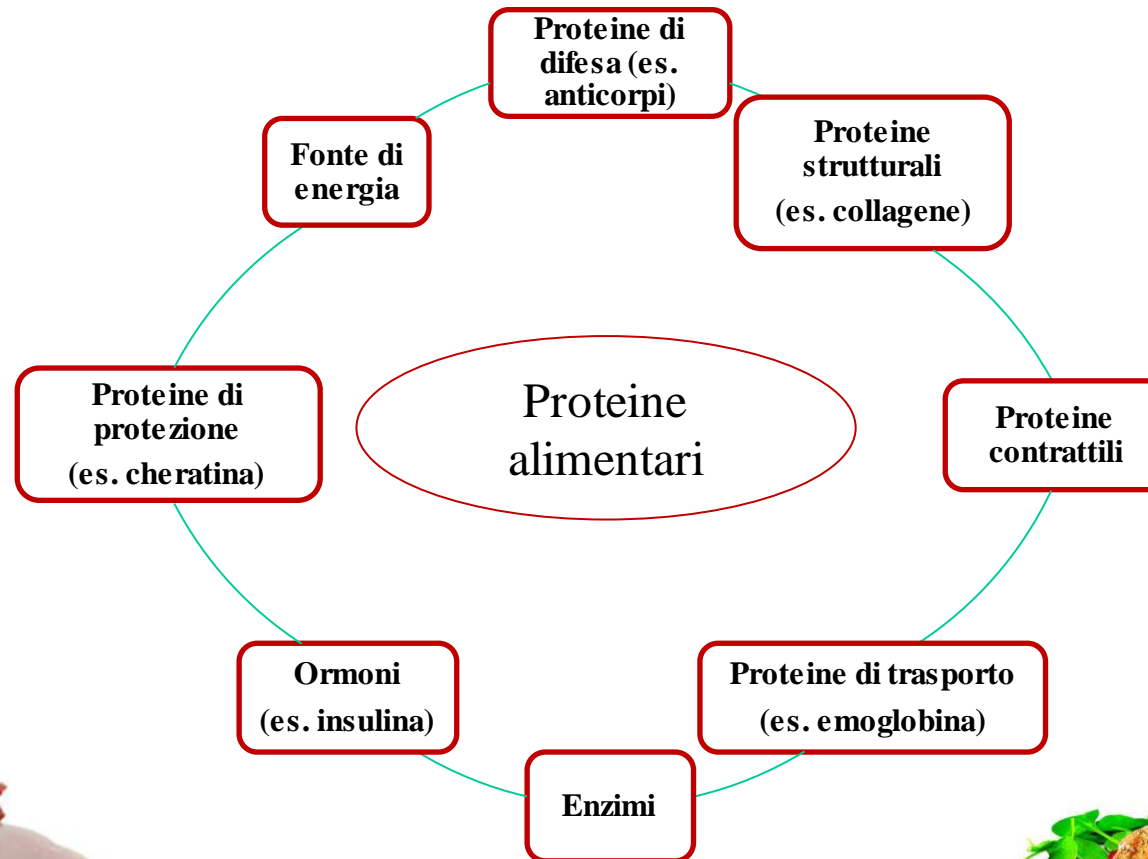 Proteine di
difesa (es.
anticorpi)
Proteine
strutturali
(es. collagene)
Proteine
contrattili
Proteine di trasporto
(es. emoglobina)
Enzimi
Ormoni
(es. insulina)
Proteine di
protezione
(es. cheratina)
Fonte di
energia
Proteine
alimentari